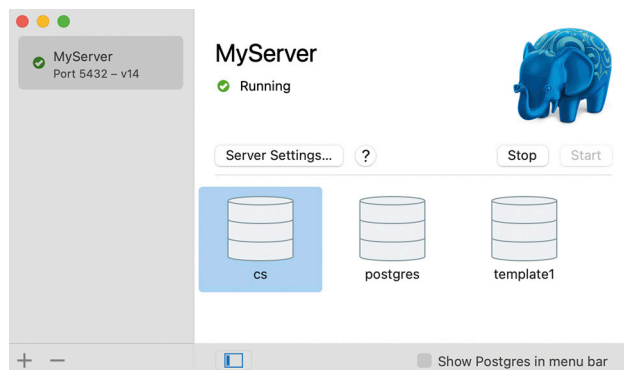 MyServer
Port 5432 – v14
MyServer
Running
Server Settings...
?
Stop
Start
cs
postgres
template1
Show Postgres in menu bar